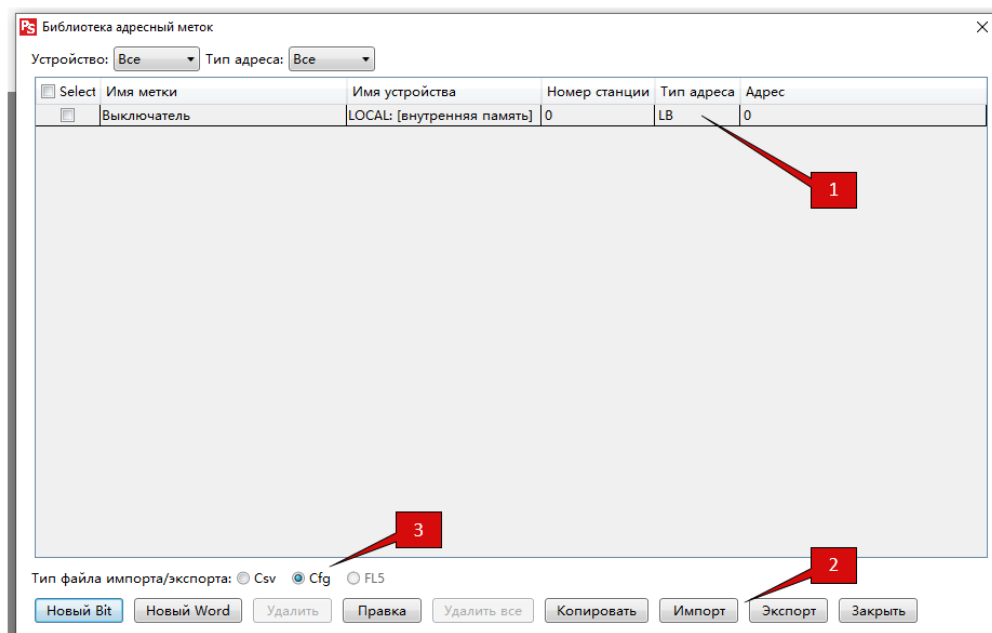 PS Библиотека адресный меток
Устройство: Все Тип адреса: Все
Select Имя метки Имя устройства Номер станции Тип адреса Адрес
Выключатель LOCAL: [внутренняя память] 0 LB 0
1
3
2
Тип файла импорта/экспорта: Csv Cfg FL5
Новый Bit Новый Word Удалить Правка Удалить все Копировать Импорт Экспорт Закрыть